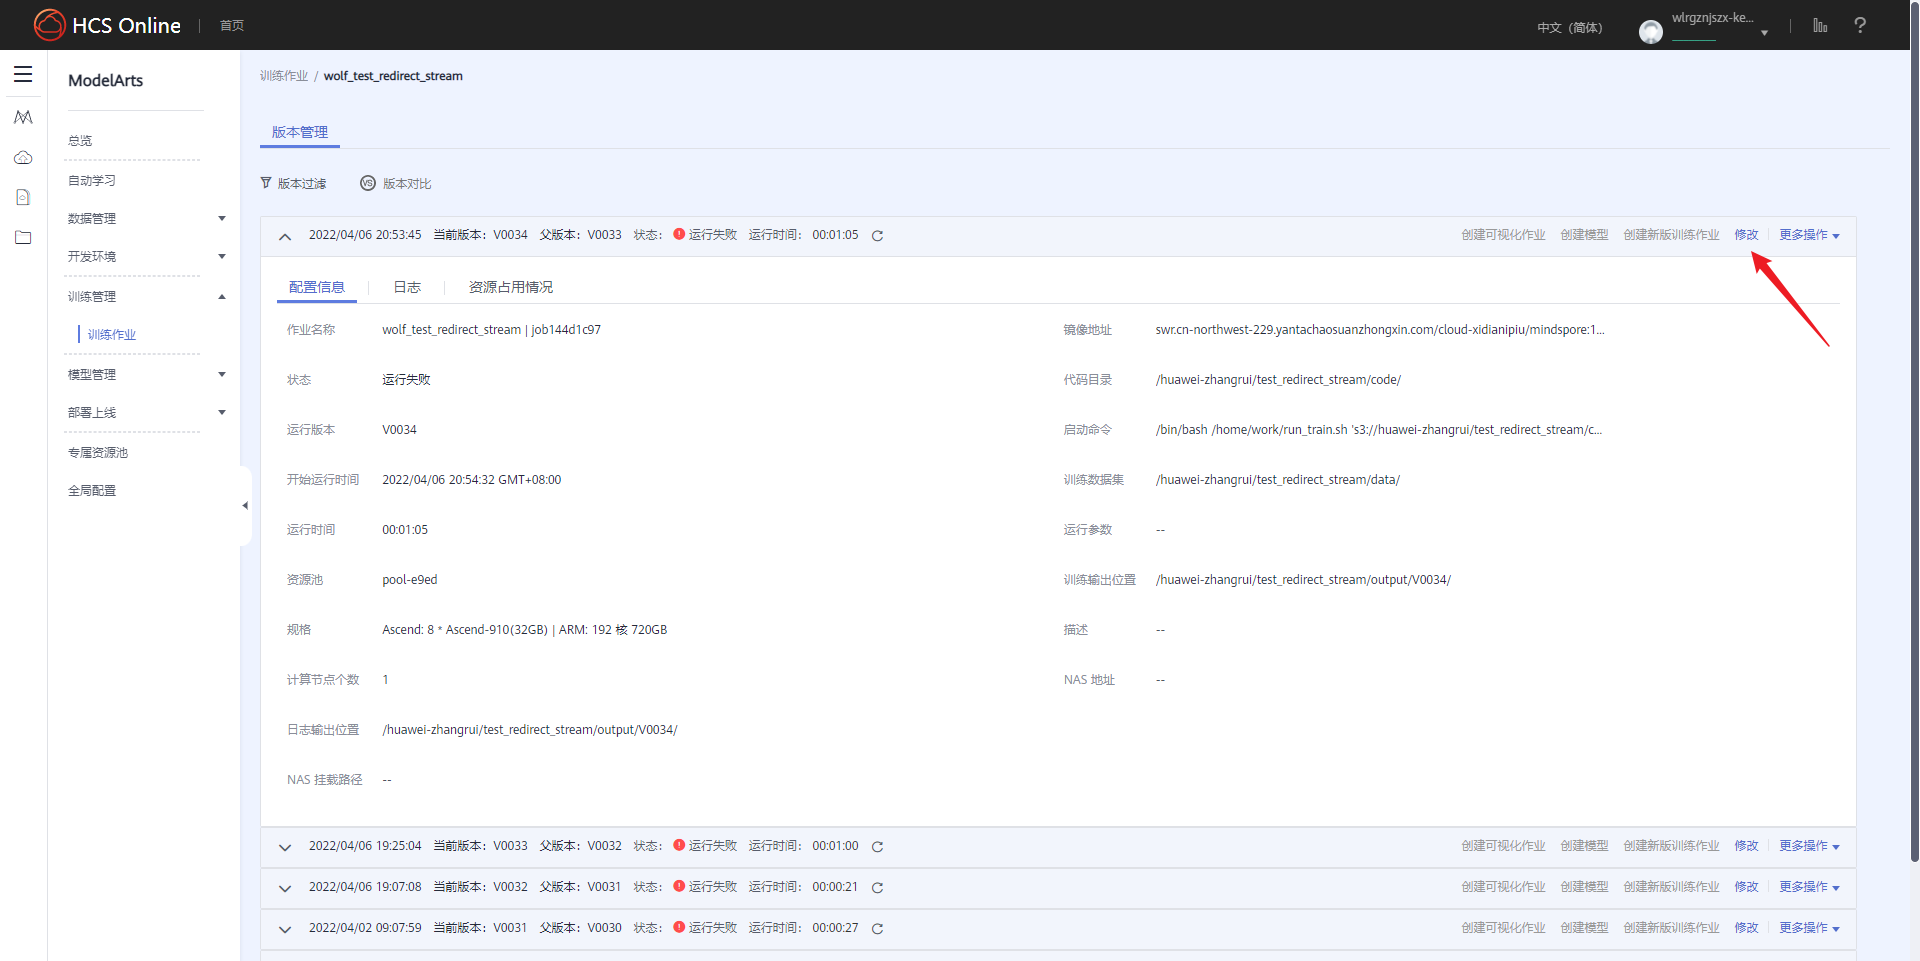 HCS Online
首页
中文（简体）
wlrgznjszx-ke...
ModelArts
总览
自动学习
数据管理
开发环境
训练管理
训练作业
模型管理
部署上线
专属资源池
全局配置
训练作业 / wolf_test_redirect_stream
版本管理
版本过滤
VS 版本对比
2022/04/06 20:53:45 当前版本：V0034 父版本：V0033 状态：运行失败 运行时间：00:01:05
创建可视化作业 创建模型 创建新版训练作业 修改 更多操作
配置信息 日志 资源占用情况
作业名称 wolf_test_redirect_stream | job144d1c97
镜像地址 swr.cn-northwest-229.yantachaosuanzhongxin.com/cloud-xidianipiu/mindspore:1...
状态 运行失败
代码目录 /huawei-zhangrui/test_redirect_stream/code/
运行版本 V0034
启动命令 /bin/bash /home/work/run_train.sh 's3://huawei-zhangrui/test_redirect_stream/c...
开始运行时间 2022/04/06 20:54:32 GMT+08:00
训练数据集 /huawei-zhangrui/test_redirect_stream/data/
运行时间 00:01:05
运行参数 --
资源池 pool-e9ed
训练输出位置 /huawei-zhangrui/test_redirect_stream/output/V0034/
规格 Ascend: 8 * Ascend-910(32GB) | ARM: 192 核 720GB
描述 --
计算节点个数 1
NAS 地址 --
日志输出位置 /huawei-zhangrui/test_redirect_stream/output/V0034/
NAS 挂载路径 --
2022/04/06 19:25:04 当前版本：V0033 父版本：V0032 状态：运行失败 运行时间：00:01:00
创建可视化作业 创建模型 创建新版训练作业 修改 更多操作
2022/04/06 19:07:08 当前版本：V0032 父版本：V0031 状态：运行失败 运行时间：00:00:21
创建可视化作业 创建模型 创建新版训练作业 修改 更多操作
2022/04/02 09:07:59 当前版本：V0031 父版本：V0030 状态：运行失败 运行时间：00:00:27
创建可视化作业 创建模型 创建新版训练作业 修改 更多操作